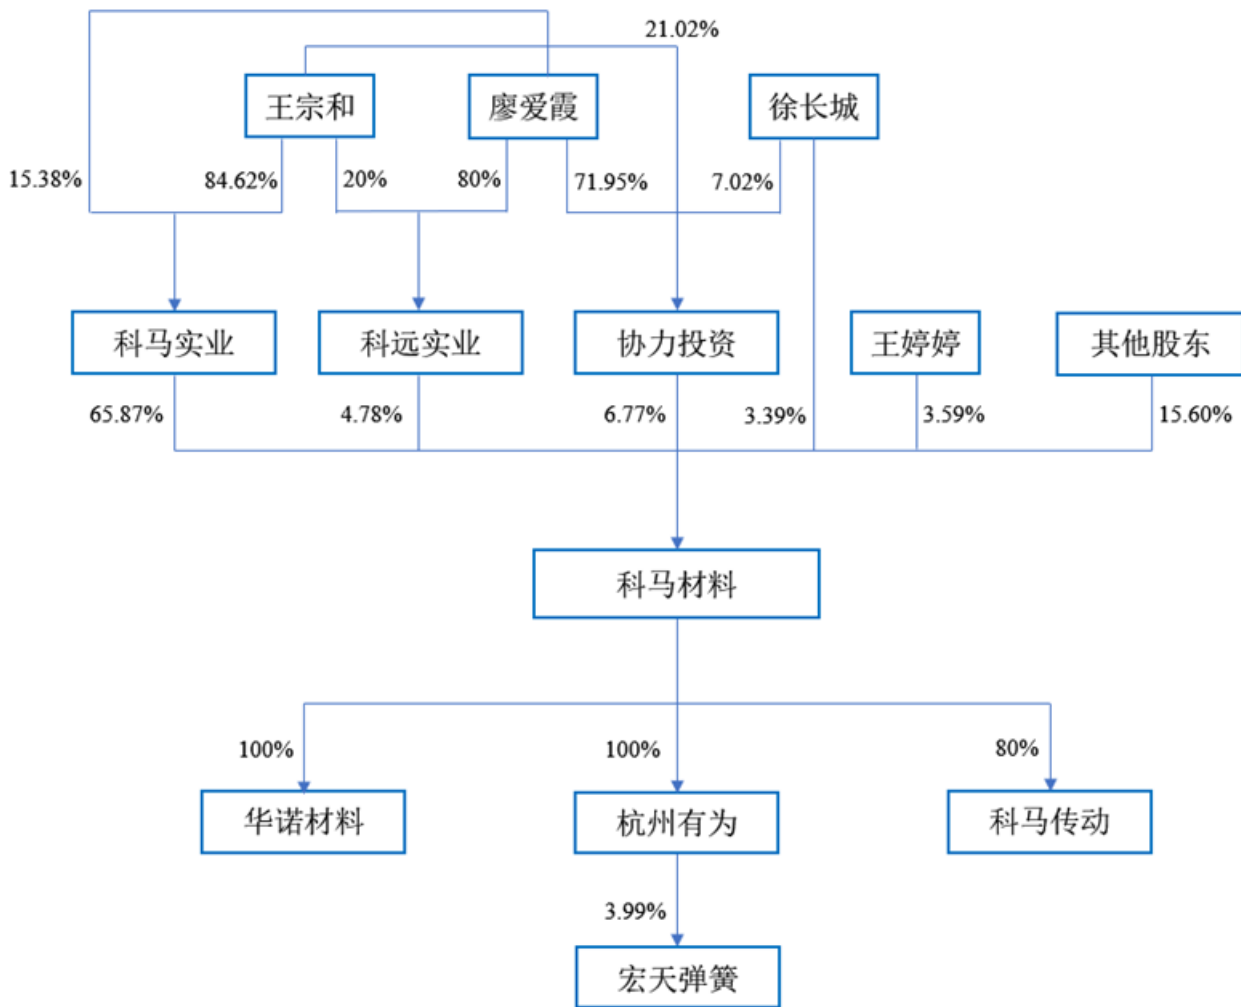 21.02%
王宗和 廖爱霞 徐长城
15.38% 84.62% 20% 80% 71.95% 7.02%
科马实业 科远实业 协力投资 王婷婷 其他股东
65.87% 4.78% 6.77% 3.39% 3.59% 15.60%
科马材料
100% 100% 80%
华诺材料 杭州有为 科马传动
3.99%
宏天弹簧